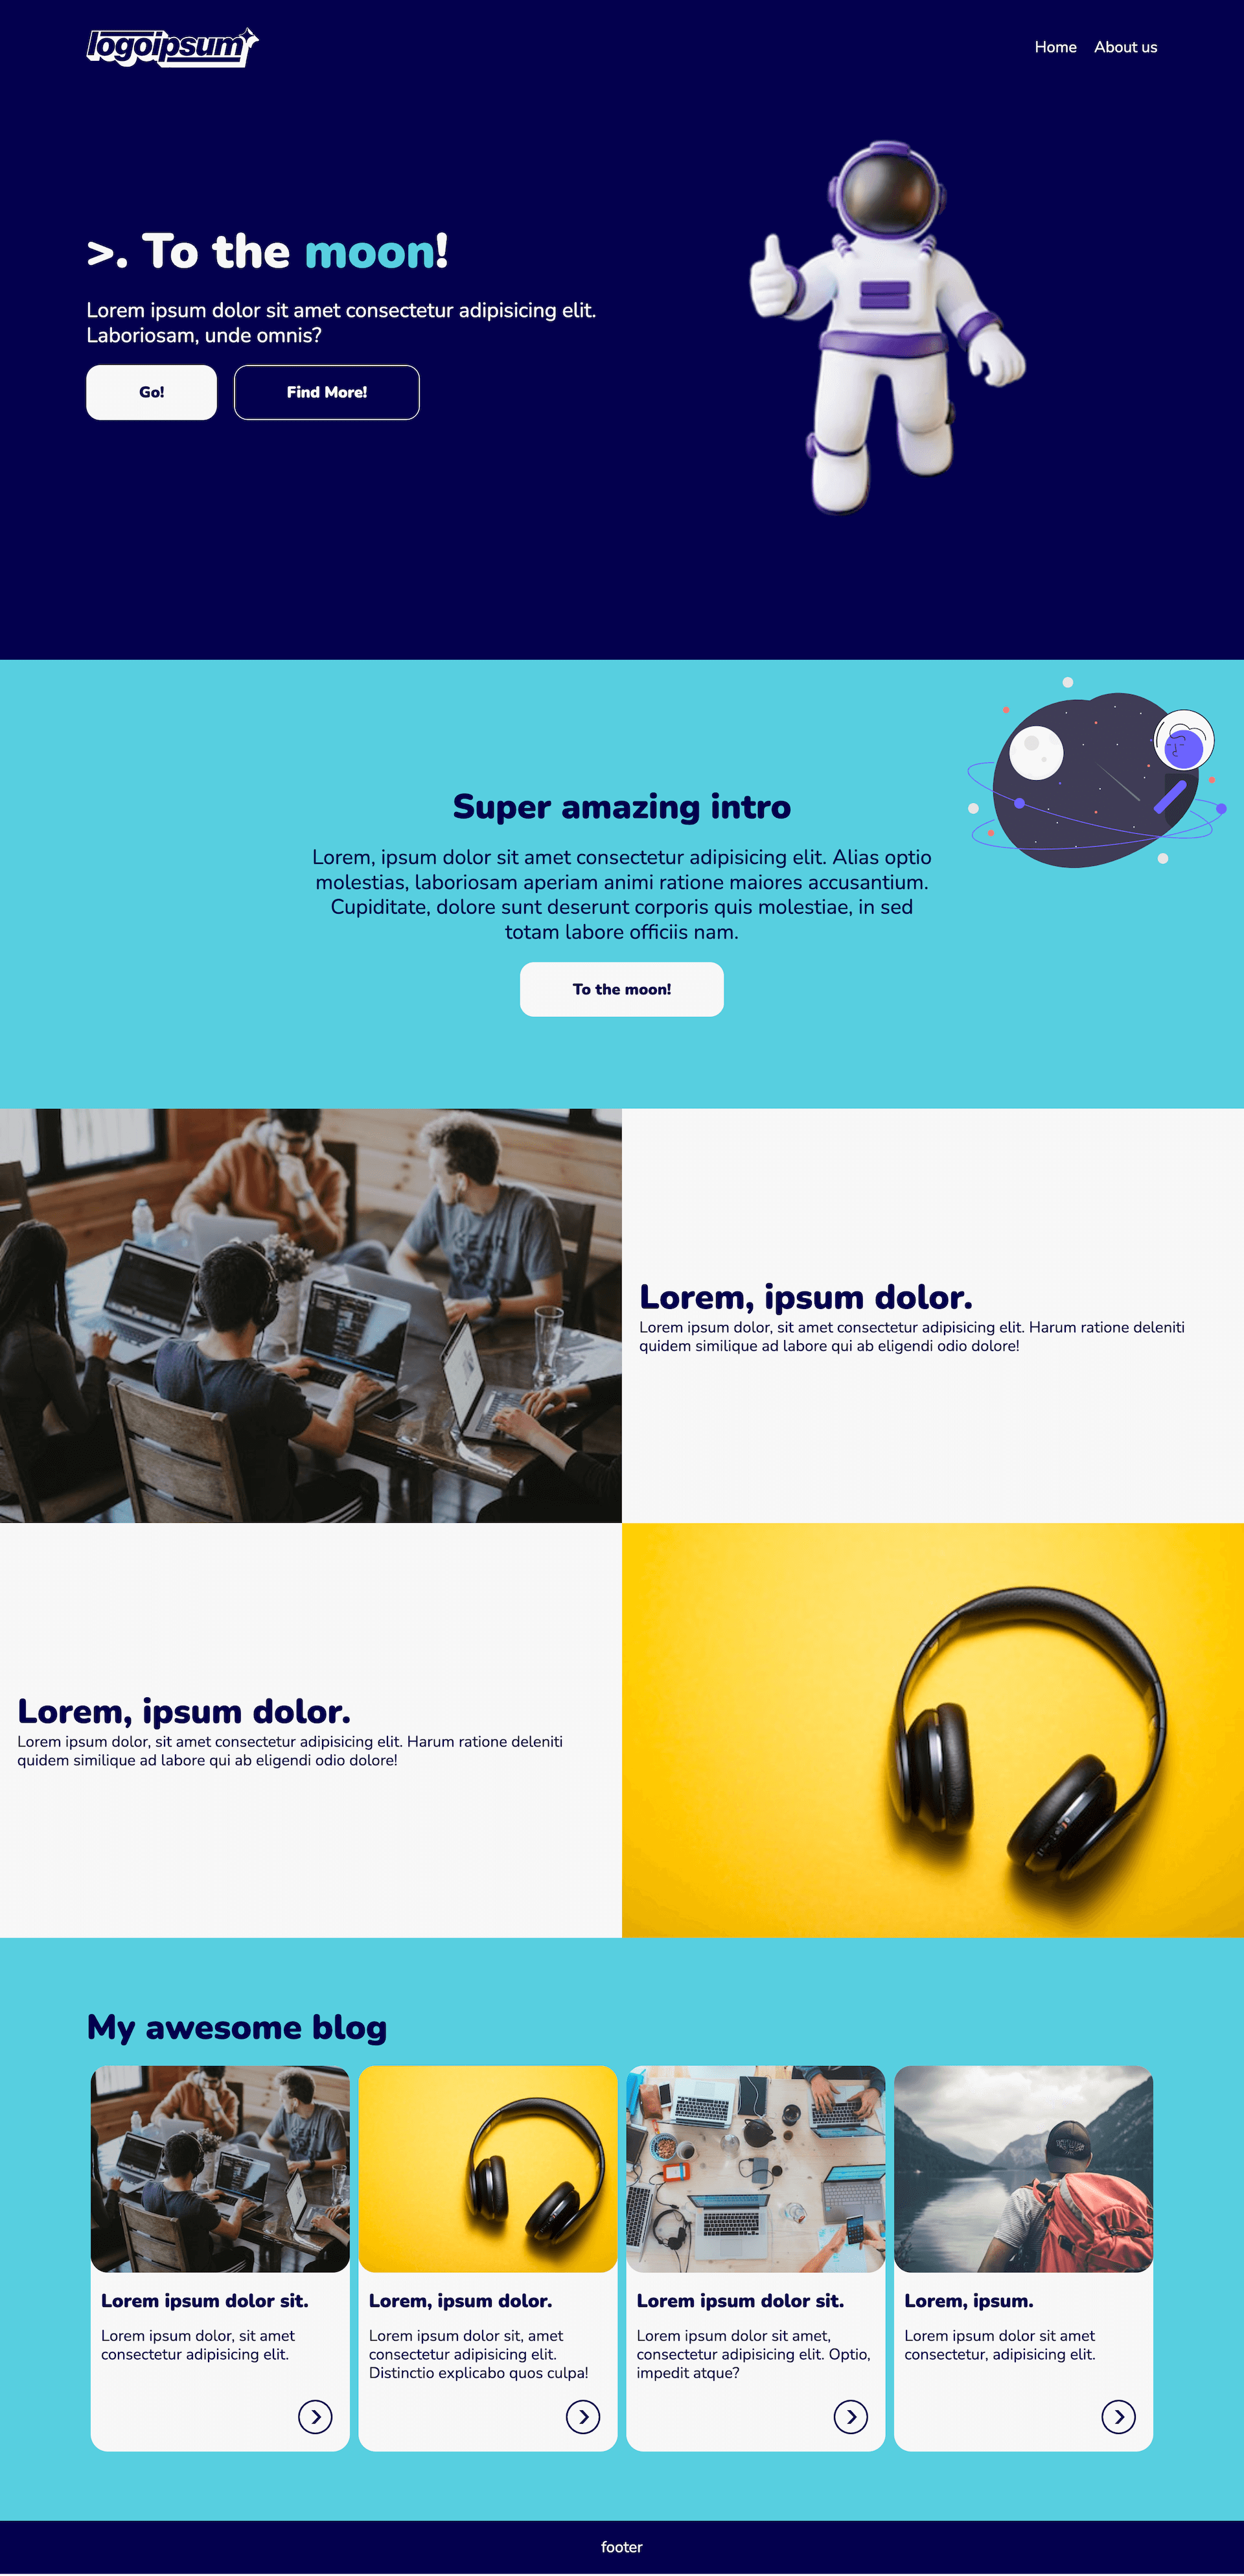 logoipsum
Home
About us
>. To the moon!
Lorem ipsum dolor sit amet consectetur adipisicing elit.
Laboriosam, unde omnis?
Go!
Find More!
Super amazing intro
Lorem, ipsum dolor sit amet consectetur adipisicing elit. Alias optio
molestias, laboriosam aperiam animi ratione maiores accusantium.
Cupiditate, dolore sunt deserunt corporis quis molestiae, in sed
totam labore officiis nam.
To the moon!
Lorem, ipsum dolor.
Lorem ipsum dolor, sit amet consectetur adipisicing elit. Harum ratione deleniti
quidem similique ad labore qui ab eligendi odio dolore!
Lorem, ipsum dolor.
Lorem ipsum dolor, sit amet consectetur adipisicing elit. Harum ratione deleniti
quidem similique ad labore qui ab eligendi odio dolore!
My awesome blog
Lorem ipsum dolor sit.
Lorem ipsum dolor, sit amet
consectetur adipisicing elit.
Lorem, ipsum dolor.
Lorem ipsum dolor sit, amet
consectetur adipisicing elit.
Distinctio explicabo quos culpa!
Lorem ipsum dolor sit.
Lorem ipsum dolor sit amet,
consectetur adipisicing elit. Optio,
impedit atque?
Lorem, ipsum.
Lorem ipsum dolor sit amet
consectetur, adipisicing elit.
footer